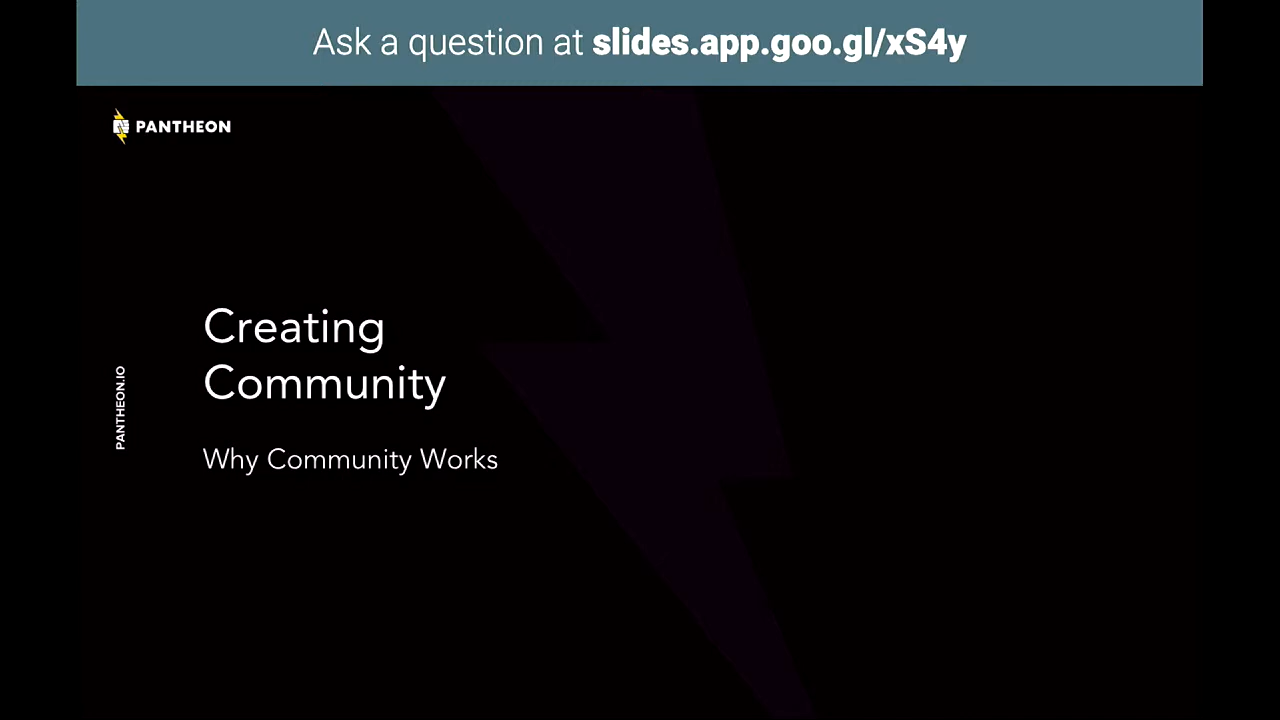 Ask a question at slides.app.goo.gl/xS4y
PANTHEON
Creating
Community
Why Community Works
PANTHEON.IO